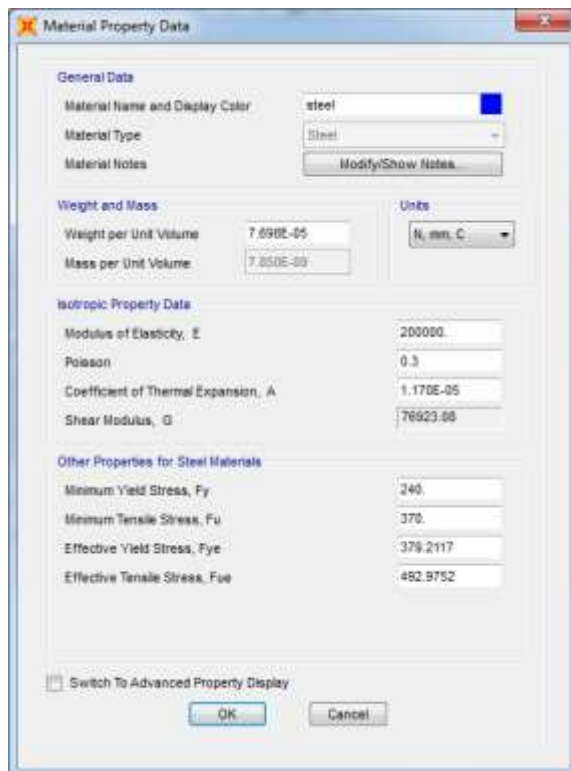 Material Property Data
General Data
Material Name and Display Color steel
Material Type Steel
Material Notes Modify/Show Notes...
Weight and Mass Units
Weight per Unit Volume 7.698E-05 N, mm, C
Mass per Unit Volume 7.850E-09
Isotropic Property Data
Modulus of Elasticity, E 200000.
Poisson 0.3
Coefficient of Thermal Expansion, A 1.170E-05
Shear Modulus, G 76923.08
Other Properties for Steel Materials
Minimum Yield Stress, Fy 240.
Minimum Tensile Stress, Fu 370.
Effective Yield Stress, Fye 379.2117
Effective Tensile Stress, Fue 492.9752
Switch To Advanced Property Display
OK Cancel